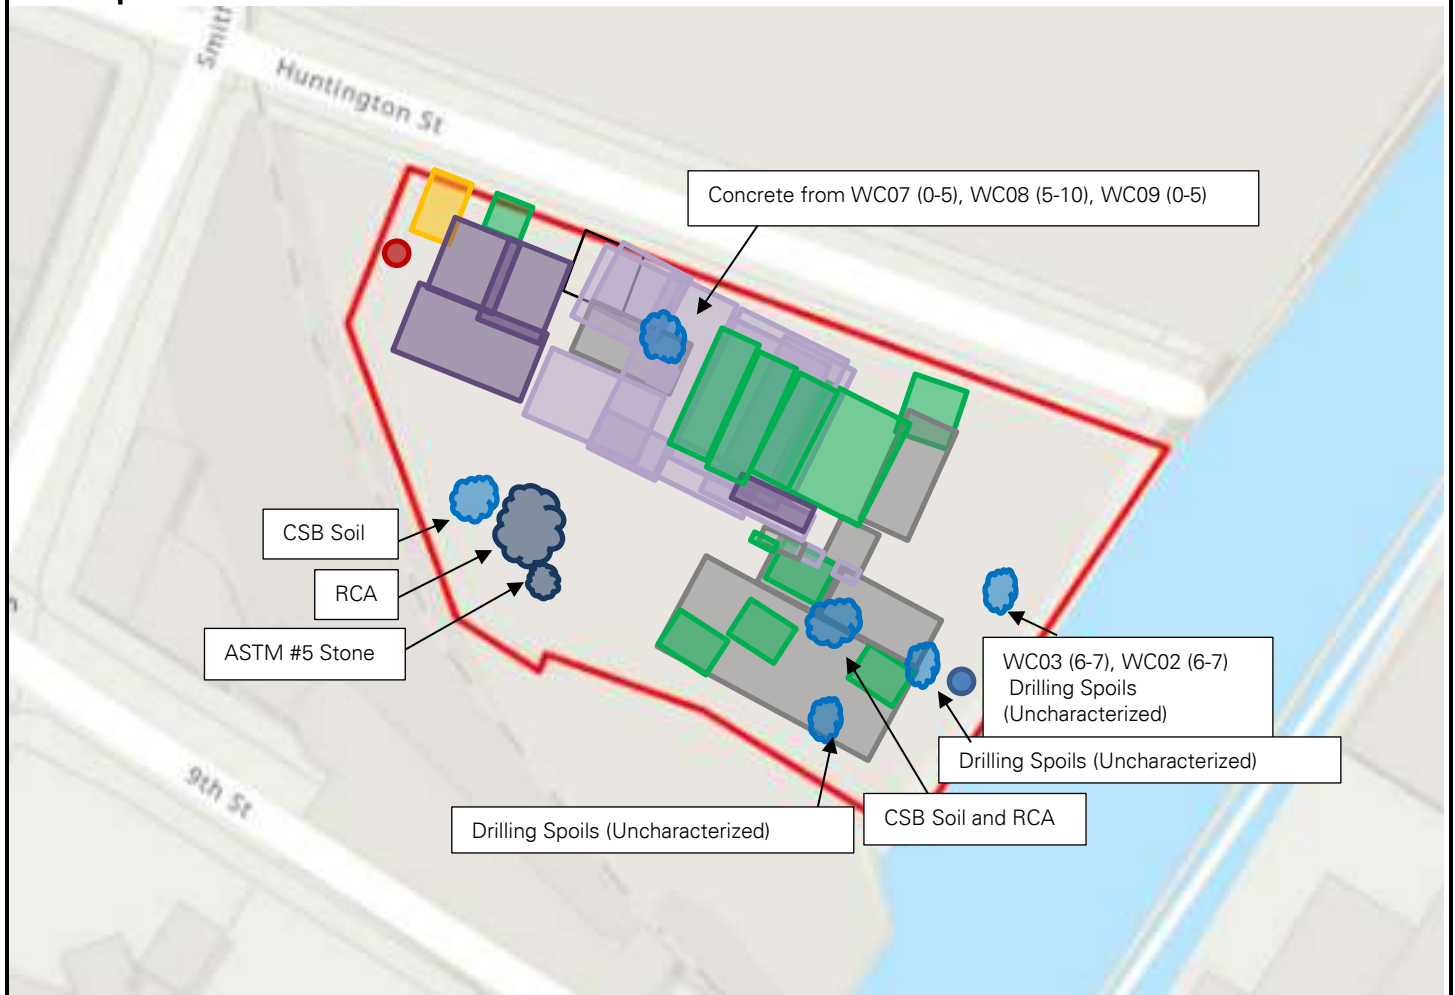 Smith
Huntington St
Concrete from WC07 (0-5), WC08 (5-10), WC09 (0-5)
CSB Soil
RCA
ASTM #5 Stone
WC03 (6-7), WC02 (6-7)
Drilling Spoils
(Uncharacterized)
Drilling Spoils (Uncharacterized)
CSB Soil and RCA
Drilling Spoils (Uncharacterized)
9th St